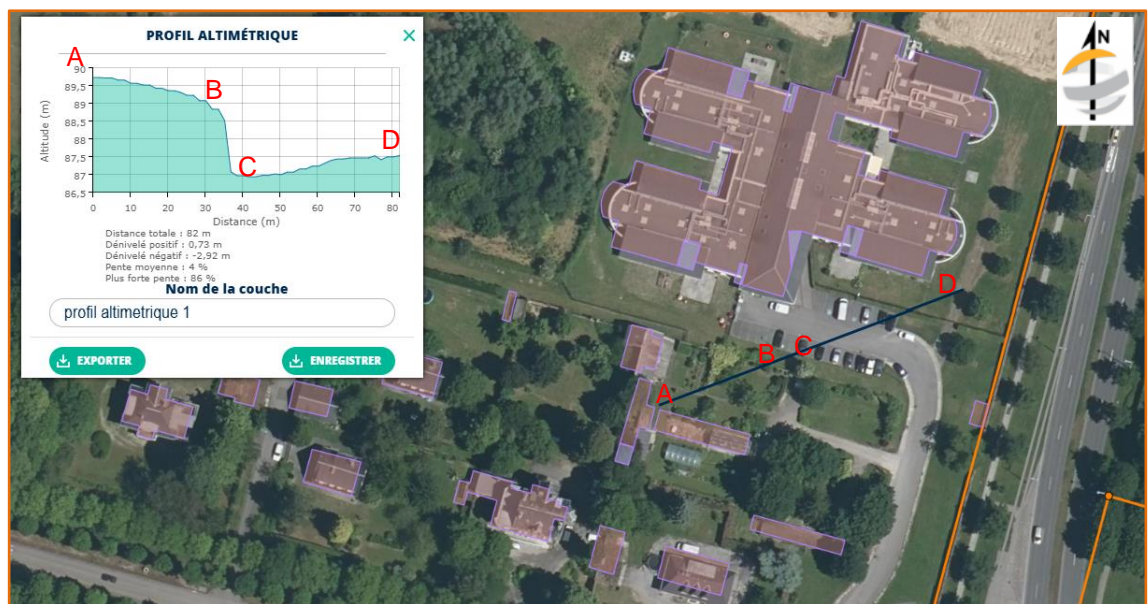 PROFIL ALTIMÉTRIQUE
A
90
89,5
89
88,5
88
87,5
87
86,5
Altitude (m)
B
C
D
0 10 20 30 40 50 60 70 80
Distance (m)
Distance totale : 82 m
Dénivelé positif : 0,73 m
Dénivelé négatif : -2,92 m
Pente moyenne : 4 %
Plus forte pente : 86 %
Nom de la couche
profil altimetrique 1
EXPORTER
ENREGISTRER
N
D
B
C
A